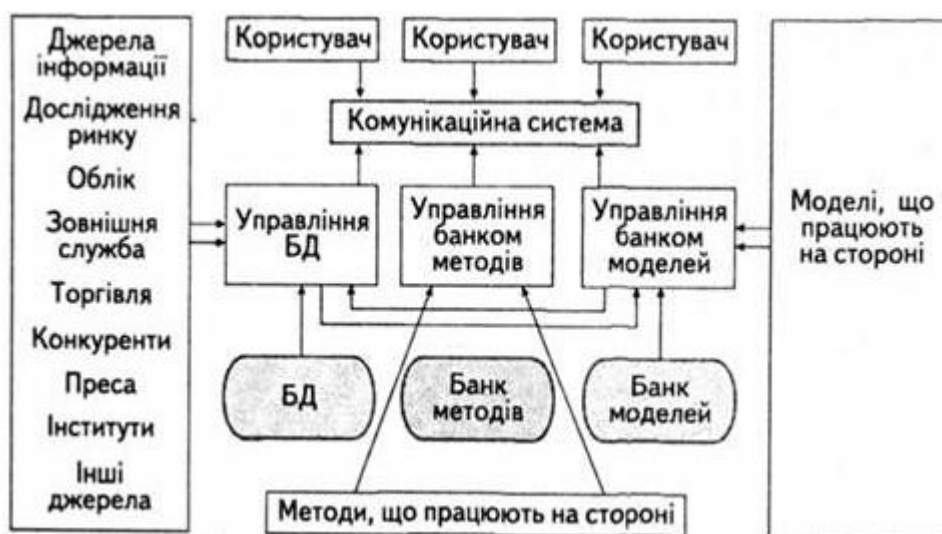 Джерела
інформації
Дослідження
ринку
Облік
Зовнішня
служба
Торгівля
Конкуренти
Преса
Інститути
Інші
джерела
Користувач
Користувач
Користувач
Комунікаційна система
Управління
БД
Управління
банком
методів
Управління
банком
моделей
БД
Банк
методів
Банк
моделей
Методи, що працюють на стороні
Моделі, що
працюють
на стороні